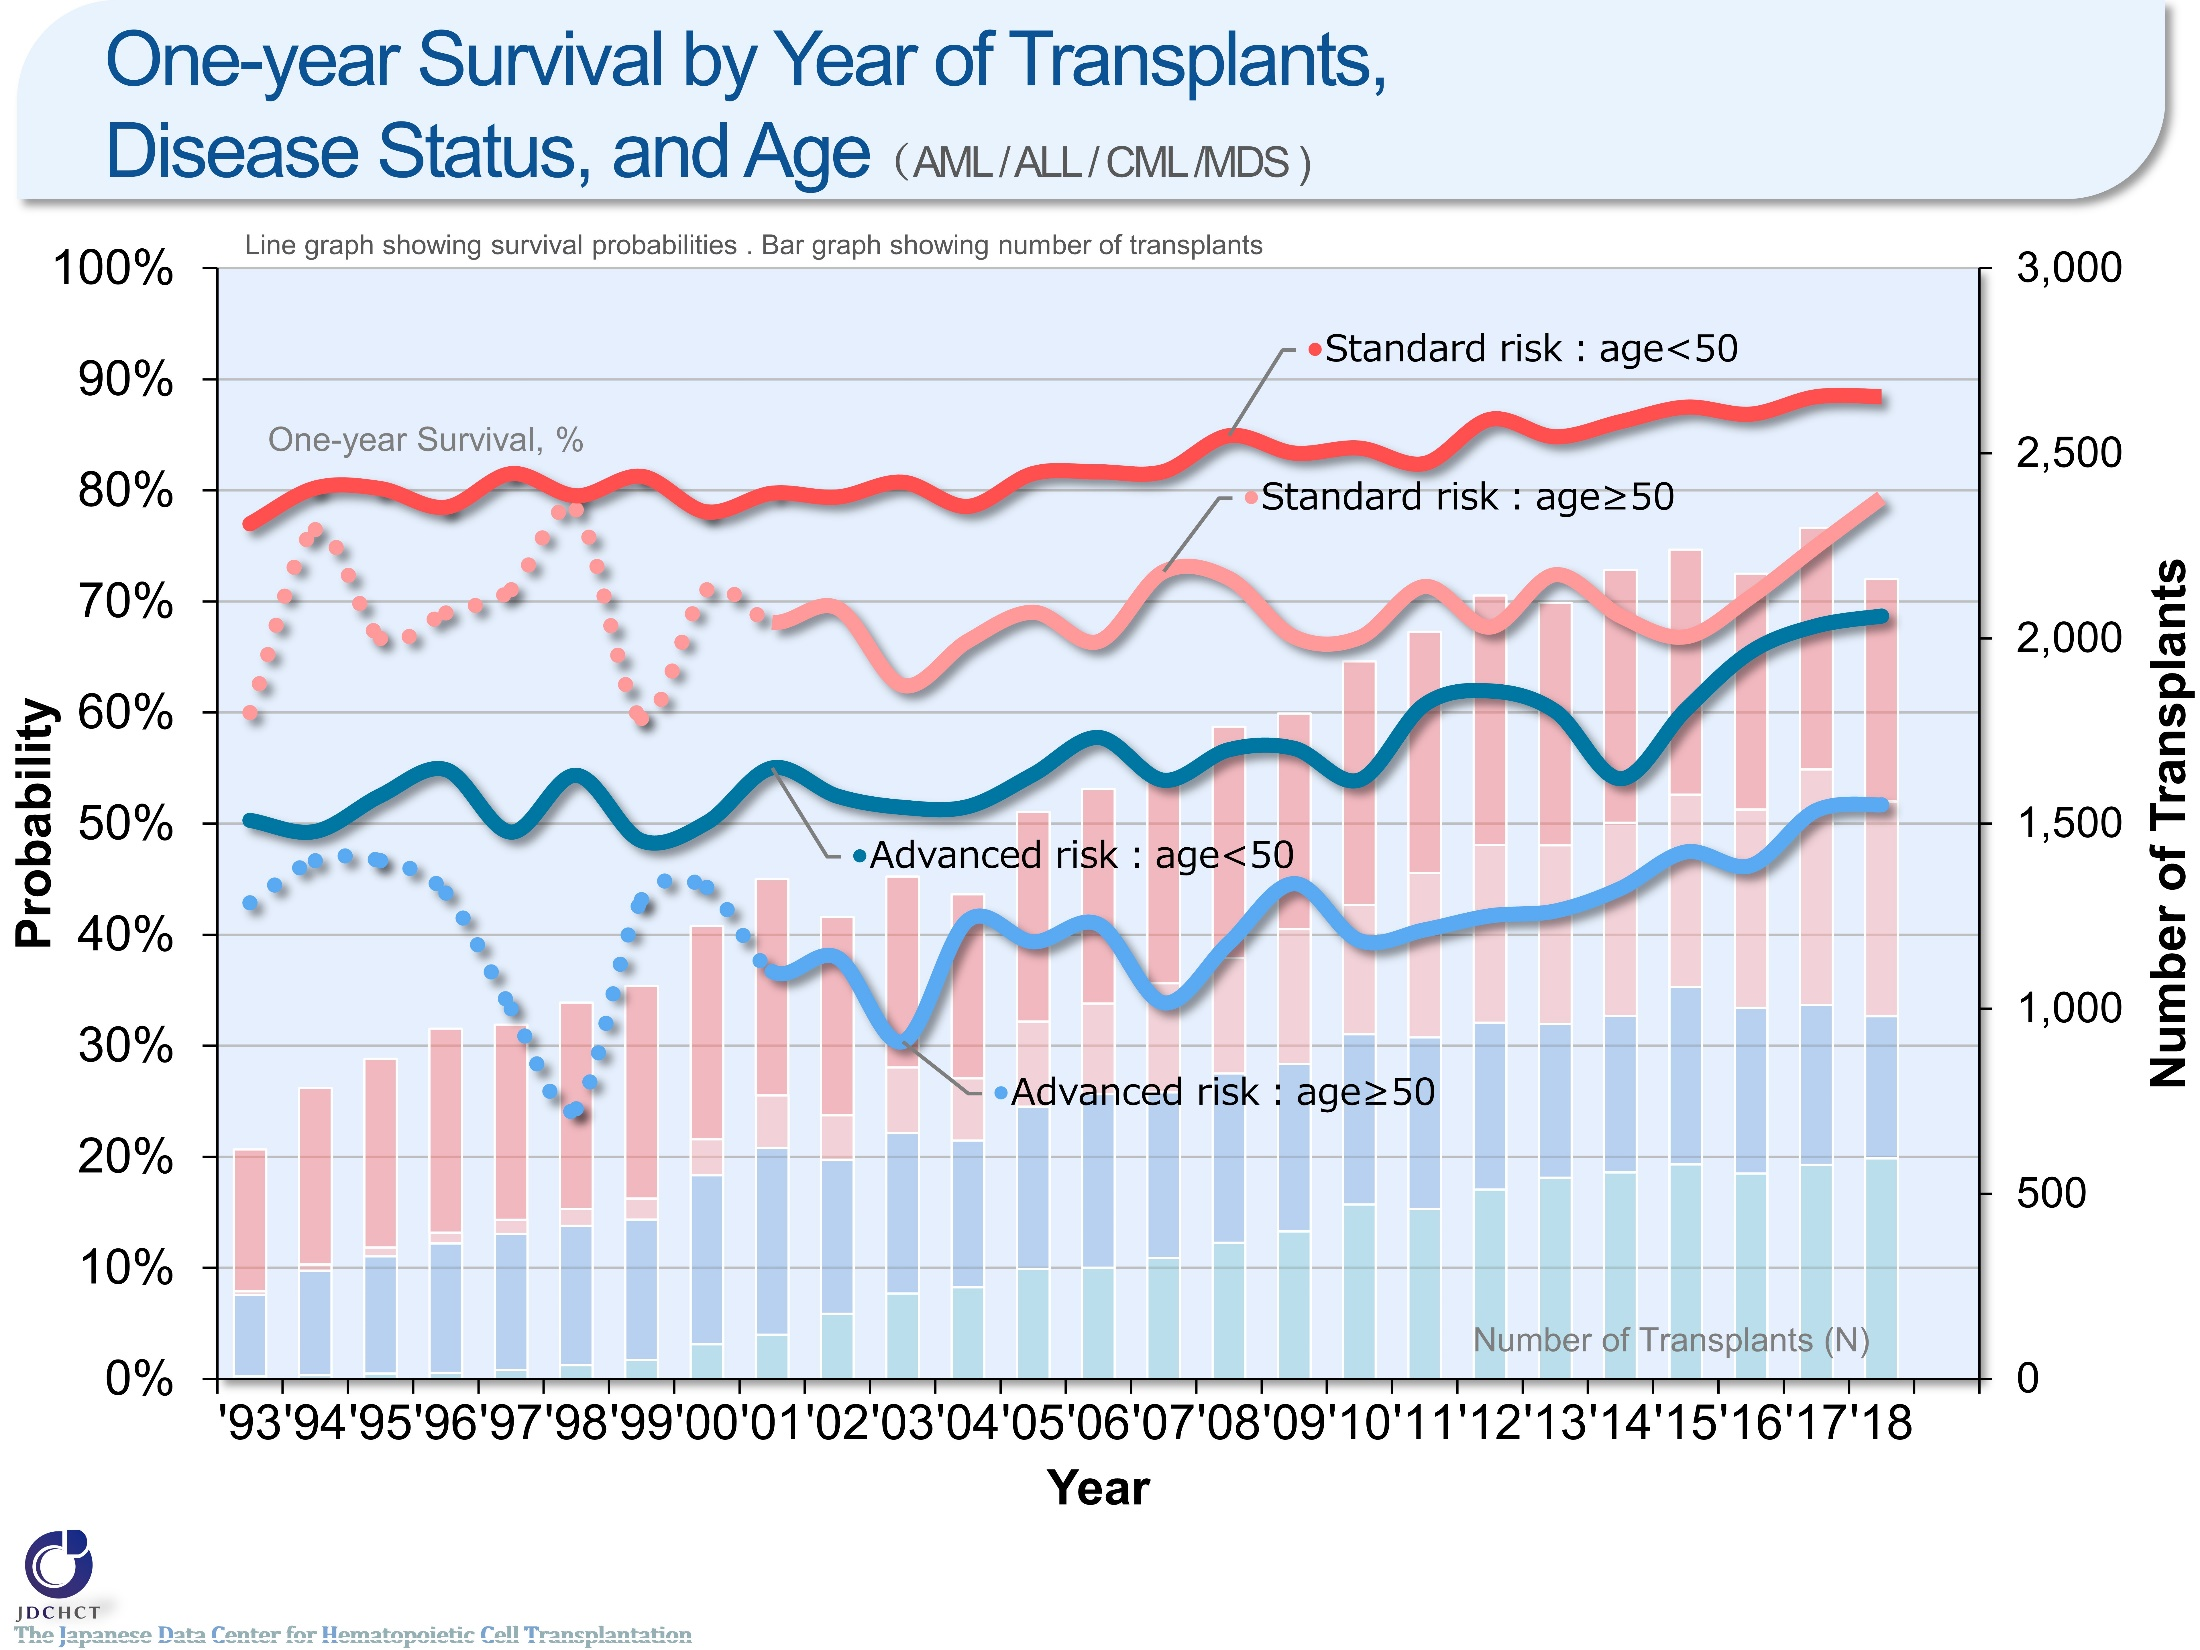 One-year Survival by Year of Transplants,
Disease Status, and Age （AML / ALL / CML /MDS )
Line graph showing survival probabilities . Bar graph showing number of transplants
100%
90%
80%
70%
60%
50%
40%
30%
20%
10%
0%
Probability
One-year Survival, %
•Standard risk : age<50
•Standard risk : age≥50
•Advanced risk : age<50
•Advanced risk : age≥50
Number of Transplants (N)
3,000
2,500
2,000
1,500
1,000
500
0
Number of Transplants
'93 '94 '95 '96 '97 '98 '99 '00 '01 '02 '03 '04 '05 '06 '07 '08 '09 '10 '11 '12 '13 '14 '15 '16 '17 '18
Year
JDCHCT
The Japanese Data Center for Hematopoietic Cell Transplantation